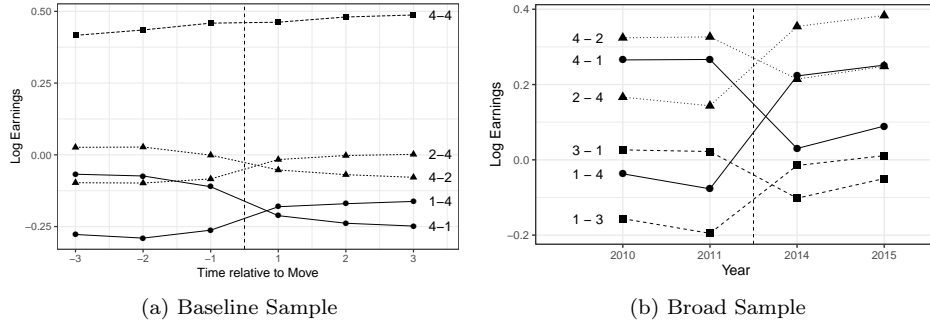 0.50
0.25
0.00
−0.25
Log Earnings
4−4
2−4
4−2
1−4
4−1
−3 −2 −1 1 2 3
Time relative to Move
(a) Baseline Sample
0.4
0.2
0.0
−0.2
Log Earnings
4 − 2
4 − 1
2 − 4
3 − 1
1 − 4
1 − 3
2010 2011 2014 2015
Year
(b) Broad Sample